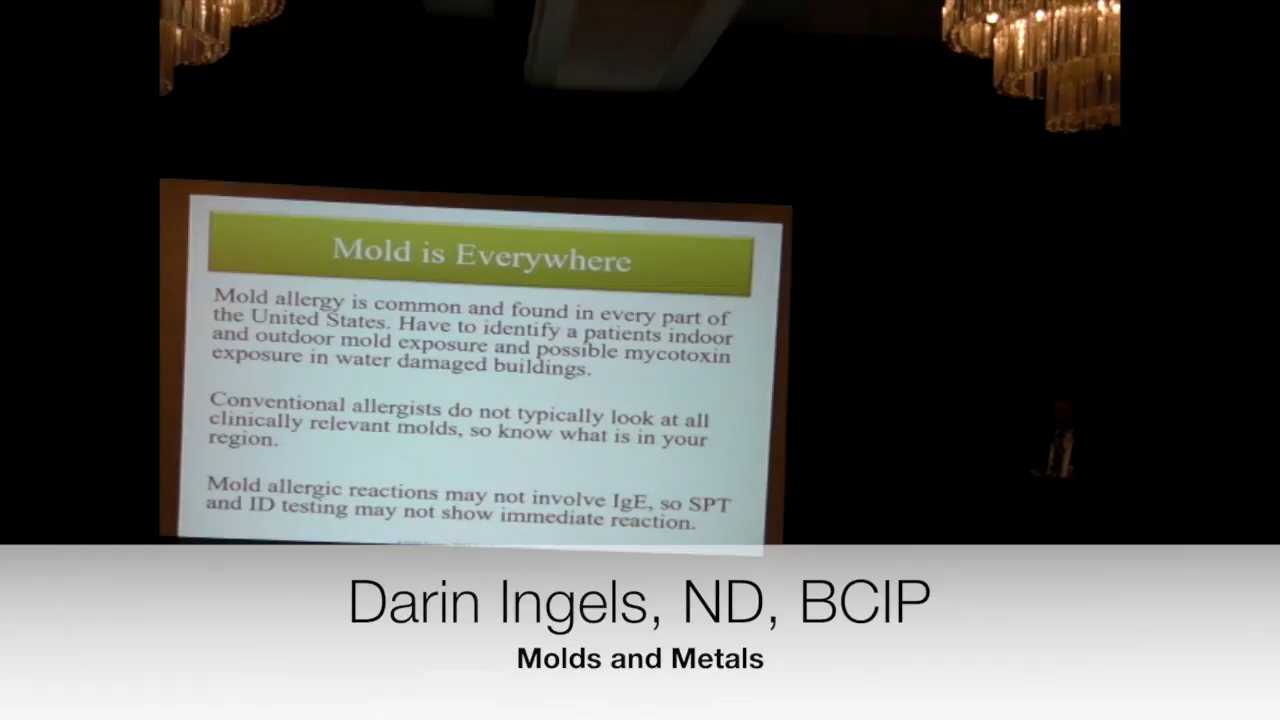 Mold is Everywhere
Mold allergy is common and found in every part of
the United States. Have to identify a patients indoor
and outdoor mold exposure and possible mycotoxin
exposure in water damaged buildings.
Conventional allergists do not typically look at all
clinically relevant molds, so know what is in your
region.
Mold allergic reactions may not involve IgE, so SPT
and ID testing may not show immediate reaction.
Darin Ingels, ND, BCIP
Molds and Metals